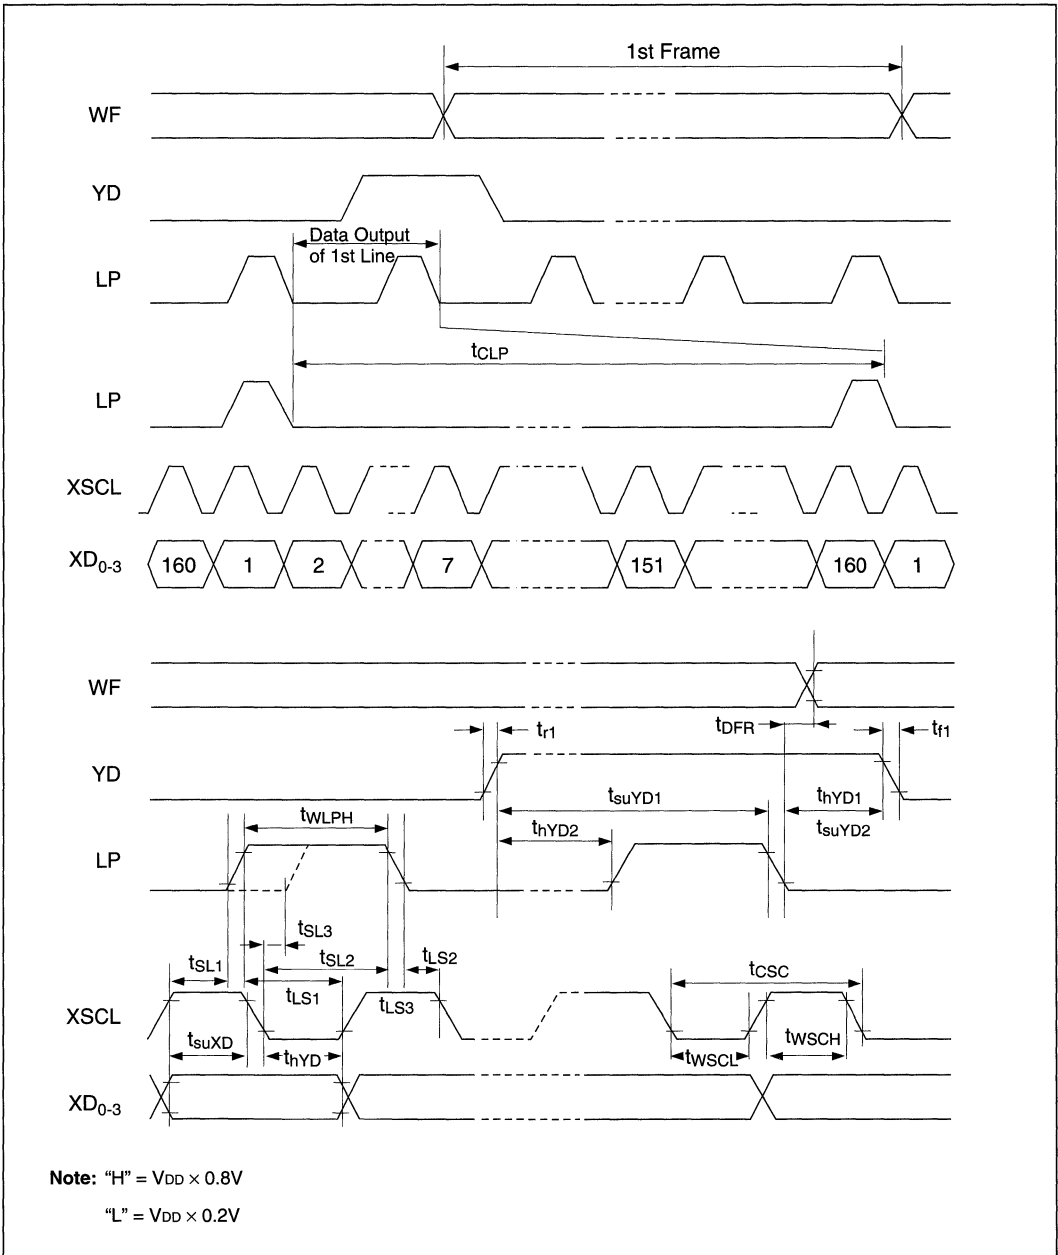 1st Frame
WF
YD
Data Output
of 1st Line
LP
tCLP
LP
XSCL
XD0-3 160 1 2 7 151 160 1
WF
tDFR
tr1 tf1
YD
tsuYD1 thYD1
tWLPH thYD2 tsuYD2
LP
tSL3
tSL1 tSL2 tLS2 tCSC
tLS1 tLS3
XSCL
tsuXD thYD tWSCL tWSCH
XD0-3
Note: “H” = VDD × 0.8V
“L” = VDD × 0.2V